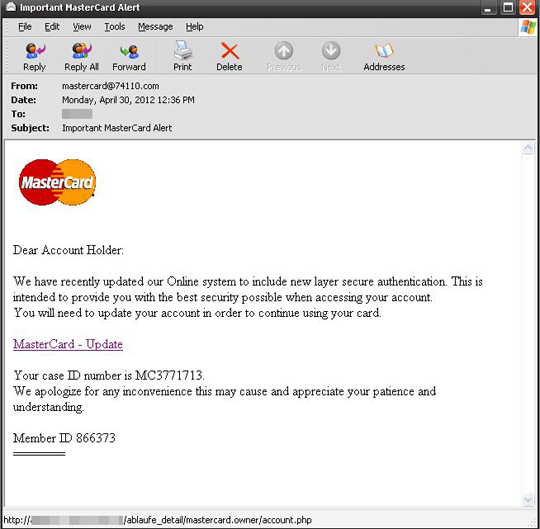 Important MasterCard Alert
File Edit View Tools Message Help
Reply Reply All Forward Print Delete Previous Next Addresses
From: mastercard@74110.com
Date: Monday, April 30, 2012 12:36 PM
To:
Subject: Important MasterCard Alert
MasterCard
Dear Account Holder:
We have recently updated our Online system to include new layer secure authentication. This is
intended to provide you with the best security possible when accessing your account.
You will need to update your account in order to continue using your card.
MasterCard - Update
Your case ID number is MC3771713.
We apologize for any inconvenience this may cause and appreciate your patience and
understanding.
Member ID 866373
http:// /ablaufe_detail/mastercard.owner/account.php